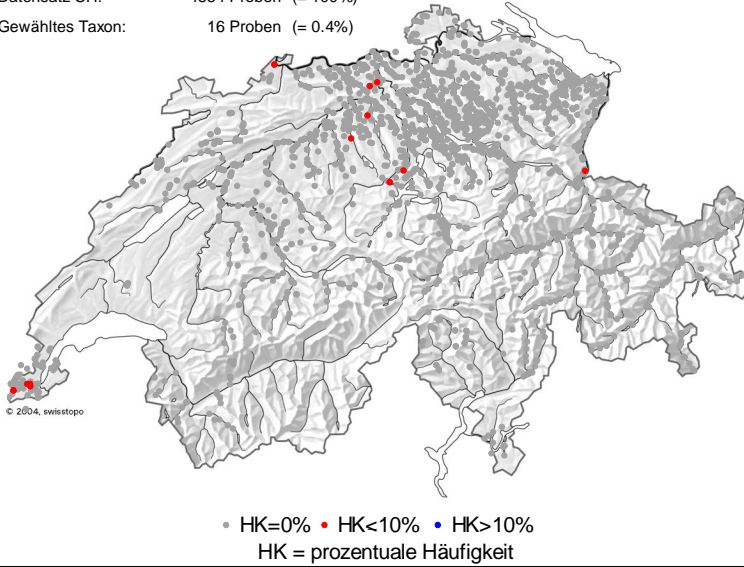 Gewähltes Taxon: 16 Proben (= 0.4%)
© 2004, swisstopo
HK=0% HK<10% HK>10%
HK = prozentuale Häufigkeit